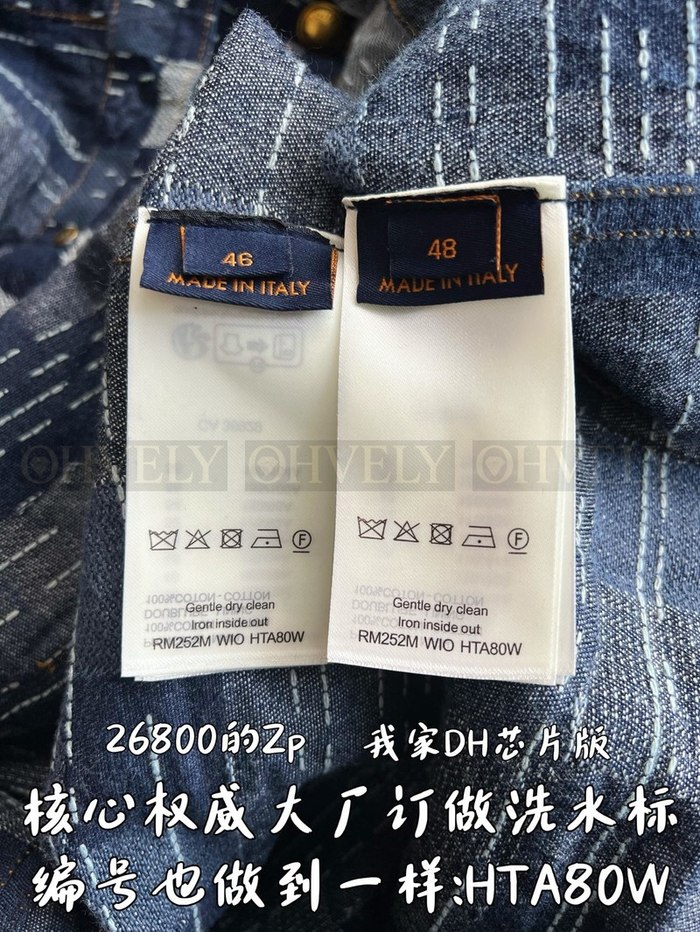 46
MADE IN ITALY
48
MADE IN ITALY
OHVELY OHVELY OHVEL
Gentle dry clean
Iron inside out
RM252M WIO HTA80W
Gentle dry clean
Iron inside out
RM252M WIO HTA80W
26800的Zp
我家DH芯片版
核心权威大厂订做洗水标
编号也做到一样:HTA80W